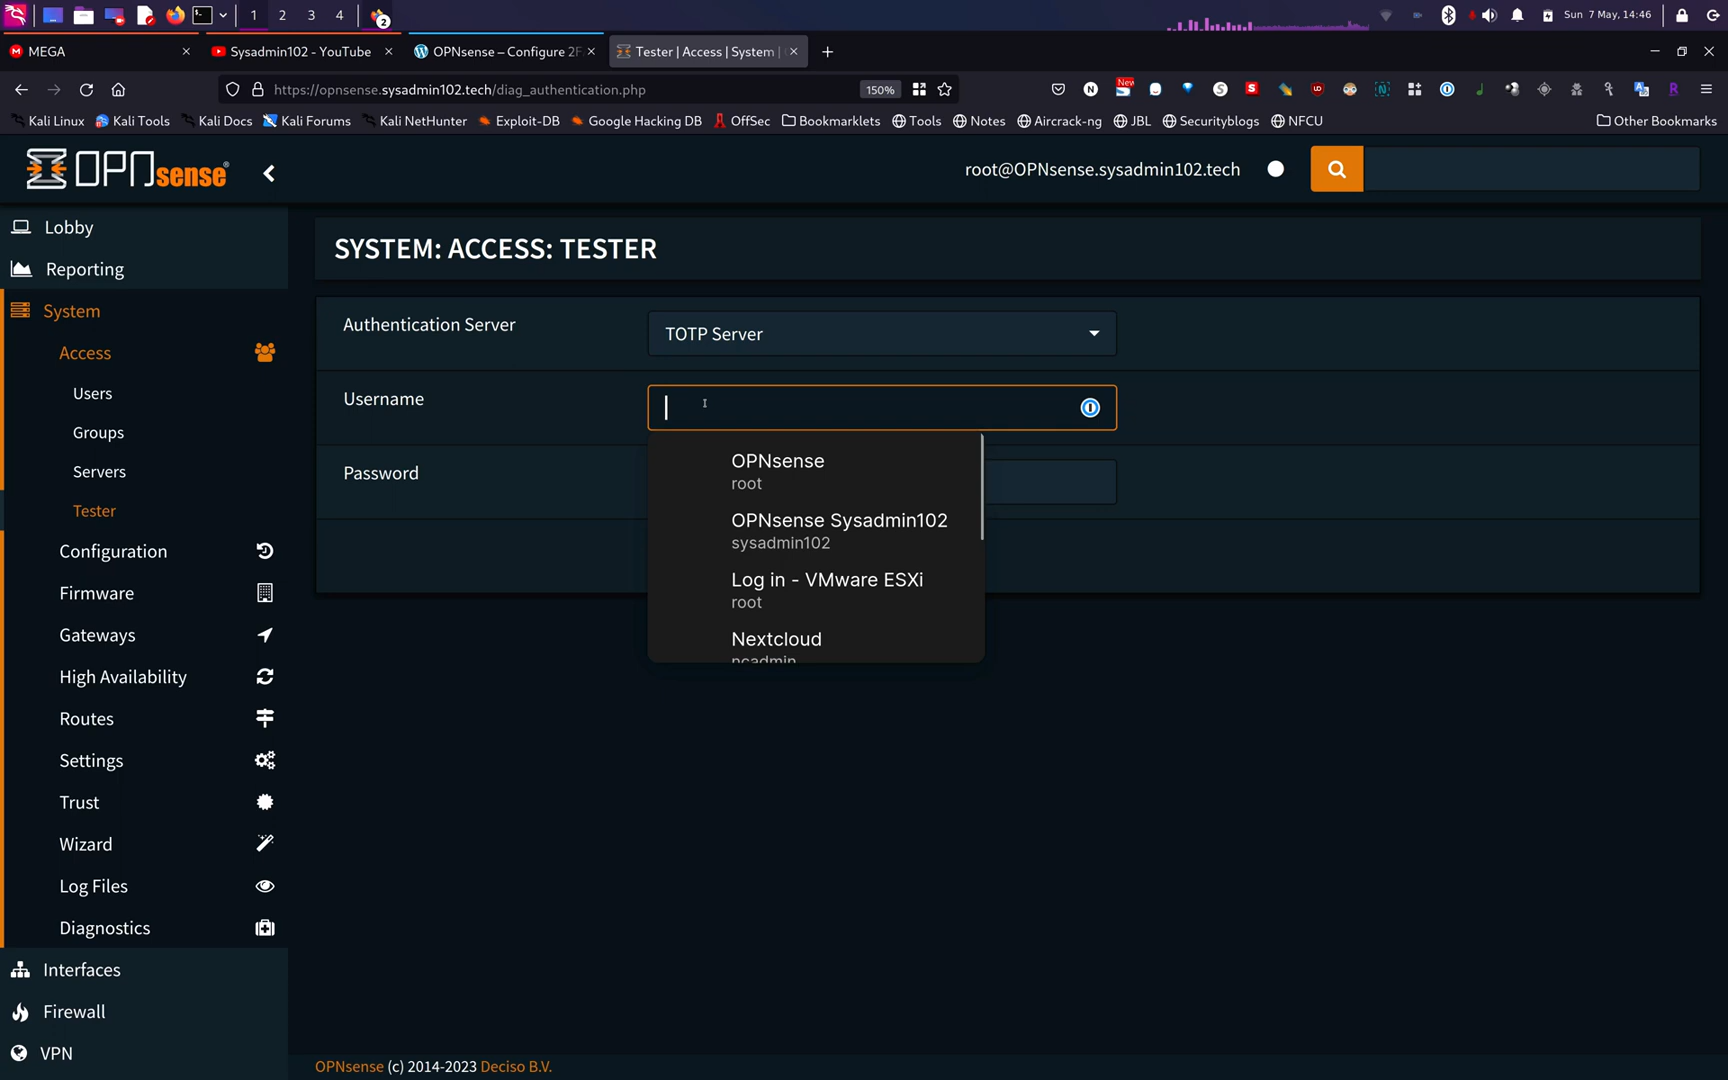 1 2 3 4 2
Sun 7 May, 14:46
MEGA
Sysadmin102 - YouTube
OPNsense – Configure 2F
Tester | Access | System |
https://opnsense.sysadmin102.tech/diag_authentication.php
150%
New
Kali Linux
Kali Tools
Kali Docs
Kali Forums
Kali NetHunter
Exploit-DB
Google Hacking DB
OffSec
Bookmarklets
Tools
Notes
Aircrack-ng
JBL
Securityblogs
NFCU
Other Bookmarks
OPNsense®
root@OPNsense.sysadmin102.tech
Lobby
Reporting
System
Access
Users
Groups
Servers
Tester
Configuration
Firmware
Gateways
High Availability
Routes
Settings
Trust
Wizard
Log Files
Diagnostics
Interfaces
Firewall
VPN
SYSTEM: ACCESS: TESTER
Authentication Server
TOTP Server
Username
Password
OPNsense
root
OPNsense Sysadmin102
sysadmin102
Log in - VMware ESXi
root
Nextcloud
ncadmin
OPNsense (c) 2014-2023 Deciso B.V.